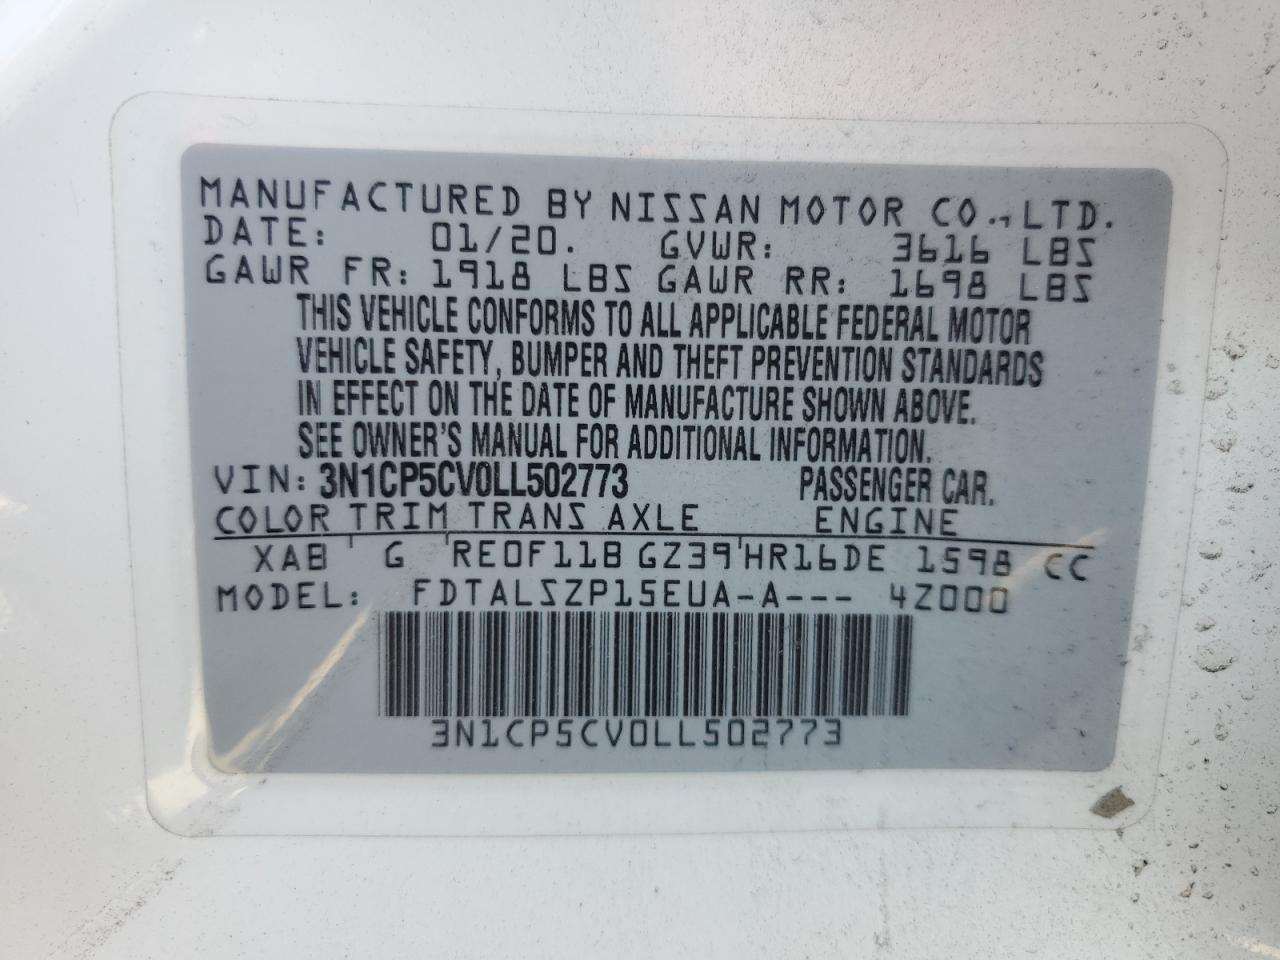 MANUFACTURED BY NISSAN MOTOR CO., LTD.
DATE: 01/20. GVWR: 3616 LBS
GAWR FR: 1918 LBS GAWR RR: 1698 LBS
THIS VEHICLE CONFORMS TO ALL APPLICABLE FEDERAL MOTOR
VEHICLE SAFETY, BUMPER AND THEFT PREVENTION STANDARDS
IN EFFECT ON THE DATE OF MANUFACTURE SHOWN ABOVE.
SEE OWNER'S MANUAL FOR ADDITIONAL INFORMATION.
VIN: 3N1CP5CV0LL502773 PASSENGER CAR.
COLOR TRIM TRANS AXLE ENGINE
XAB G RE0F11B GZ39 HR16DE 1598 CC
MODEL: FDTALSZP15EUA-A--- 4Z000
3N1CP5CV0LL502773